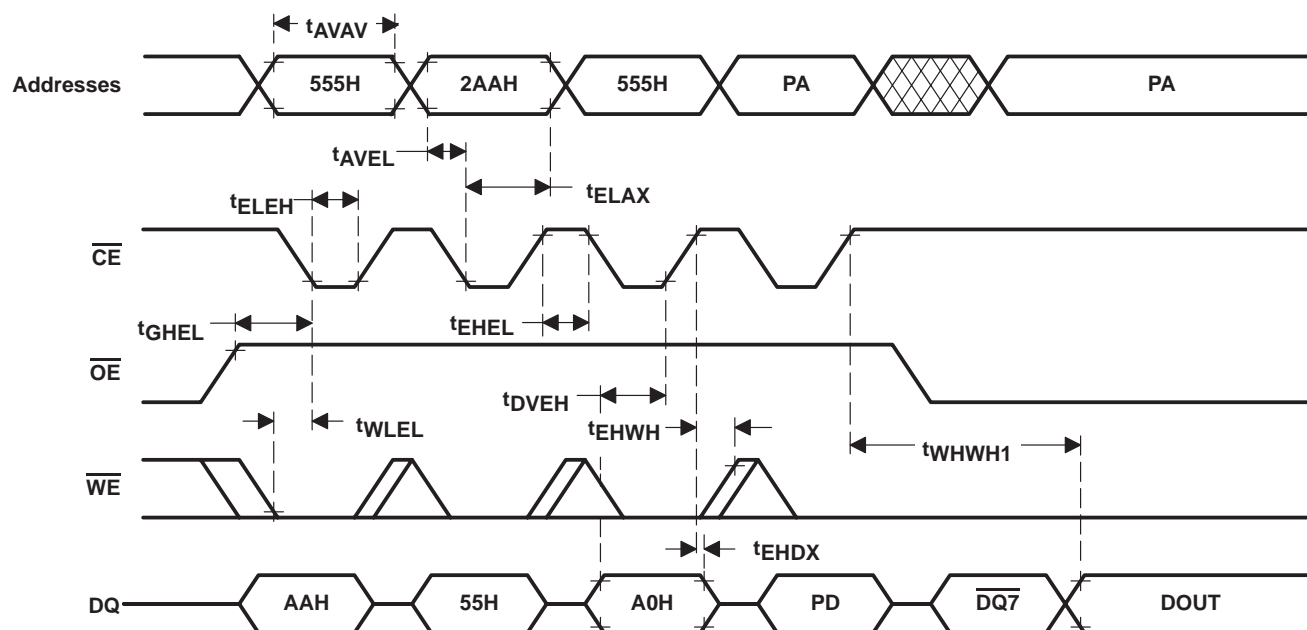 tAVAV
Addresses 555H 2AAH 555H PA PA
tAVEL
tELAX
tELEH
CE
tGHEL tEHEL
OE
tDVEH
tWLEL tEHWH
tWHWH1
WE
tEHDX
DQ AAH 55H A0H PD DQ7 DOUT